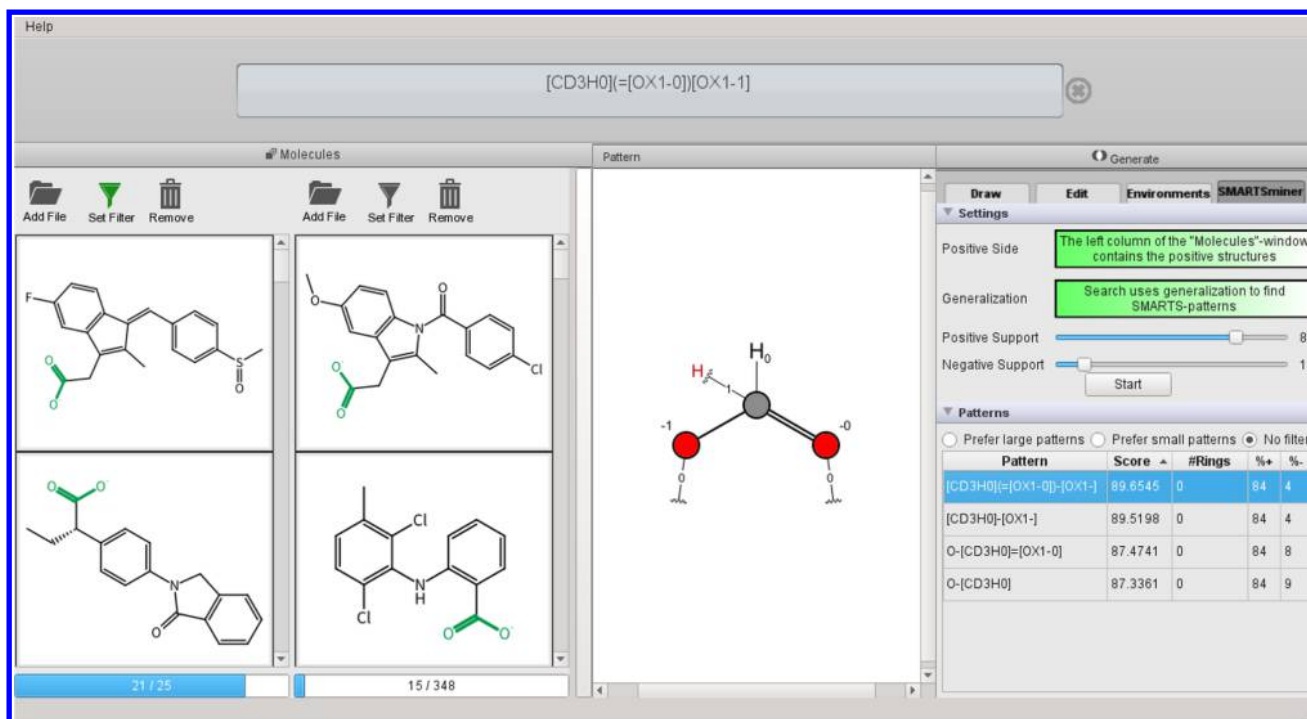 Help
[CD3H0](=[OX1-0])[OX1-1]
Molecules
Pattern
Generate
Add File Set Filter Remove
Add File Set Filter Remove
Draw Edit Environments SMARTSminer
Settings
Positive Side
The left column of the "Molecules"-window
contains the positive structures
Generalization
Search uses generalization to find
SMARTS-patterns
Positive Support 8
Negative Support 1
Start
Patterns
Prefer large patterns Prefer small patterns No filter
Pattern Score #Rings %+ %-
[CD3H0](=[OX1-0])-[OX1-] 89.6545 0 84 4
[CD3H0]-[OX1-] 89.5198 0 84 4
O-[CD3H0]=[OX1-0] 87.4741 0 84 8
O-[CD3H0] 87.3361 0 84 9
F
O
O
S
O
O
O
N
Cl
O
O
O
O-
N
O
Cl
N
H
Cl
O
O-
H0
H
1
-1
-0
0
0
21 / 25
15 / 348